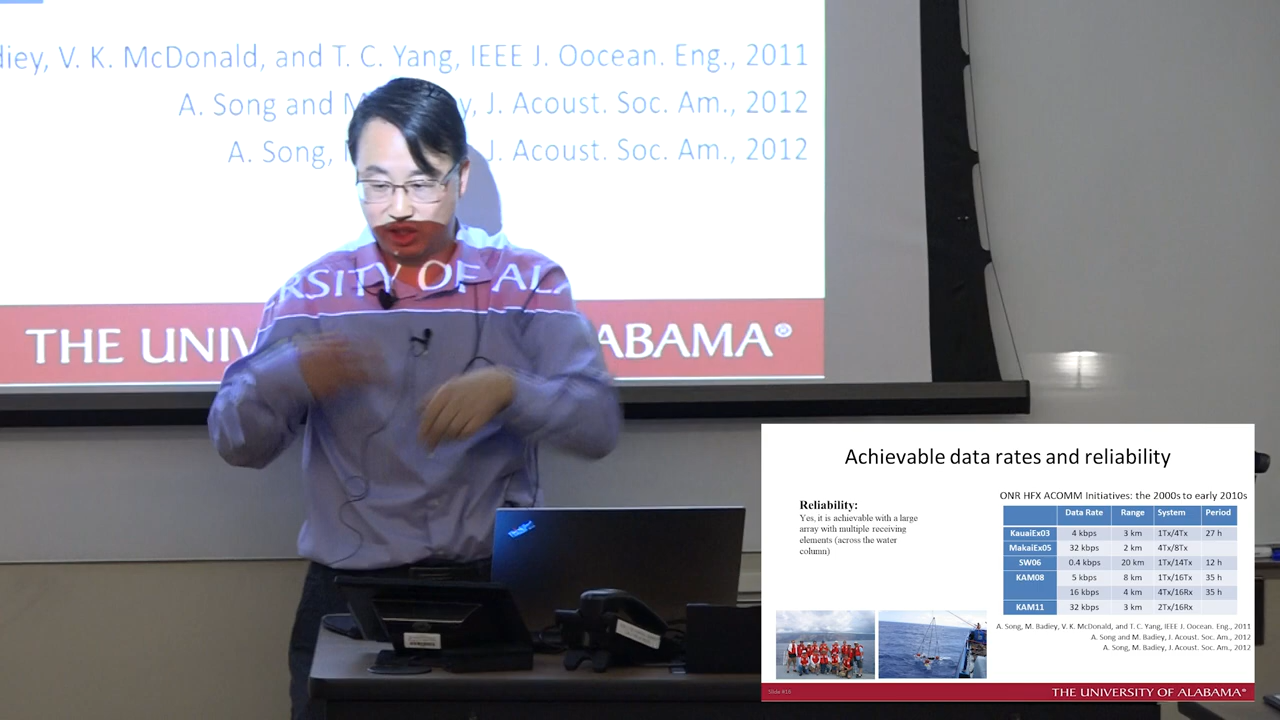 diey, V. K. McDonald, and T. C. Yang, IEEE J. Oocean. Eng., 2011
A. Song and M. y, J. Acoust. Soc. Am., 2012
A. Song, J. Acoust. Soc. Am., 2012
RSITY OF ALA
THE UNIV ABAMA®
Achievable data rates and reliability
Reliability:
Yes, it is achievable with a large
array with multiple receiving
elements (across the water
column)
ONR HFX ACOMM Initiatives: the 2000s to early 2010s
Data Rate Range System Period
KauaiEx03 4 kbps 3 km 1Tx/4Tx 27 h
MakaiEx05 32 kbps 2 km 4Tx/8Tx
SW06 0.4 kbps 20 km 1Tx/14Tx 12 h
KAM08 5 kbps 8 km 1Tx/16Tx 35 h
16 kbps 4 km 4Tx/16Rx 35 h
KAM11 32 kbps 3 km 2Tx/16Rx
A. Song, M. Badiey, V. K. McDonald, and T. C. Yang, IEEE J. Oocean. Eng., 2011
A. Song and M. Badiey, J. Acoust. Soc. Am., 2012
A. Song, M. Badiey, J. Acoust. Soc. Am., 2012
Slide #16
THE UNIVERSITY OF ALABAMA®